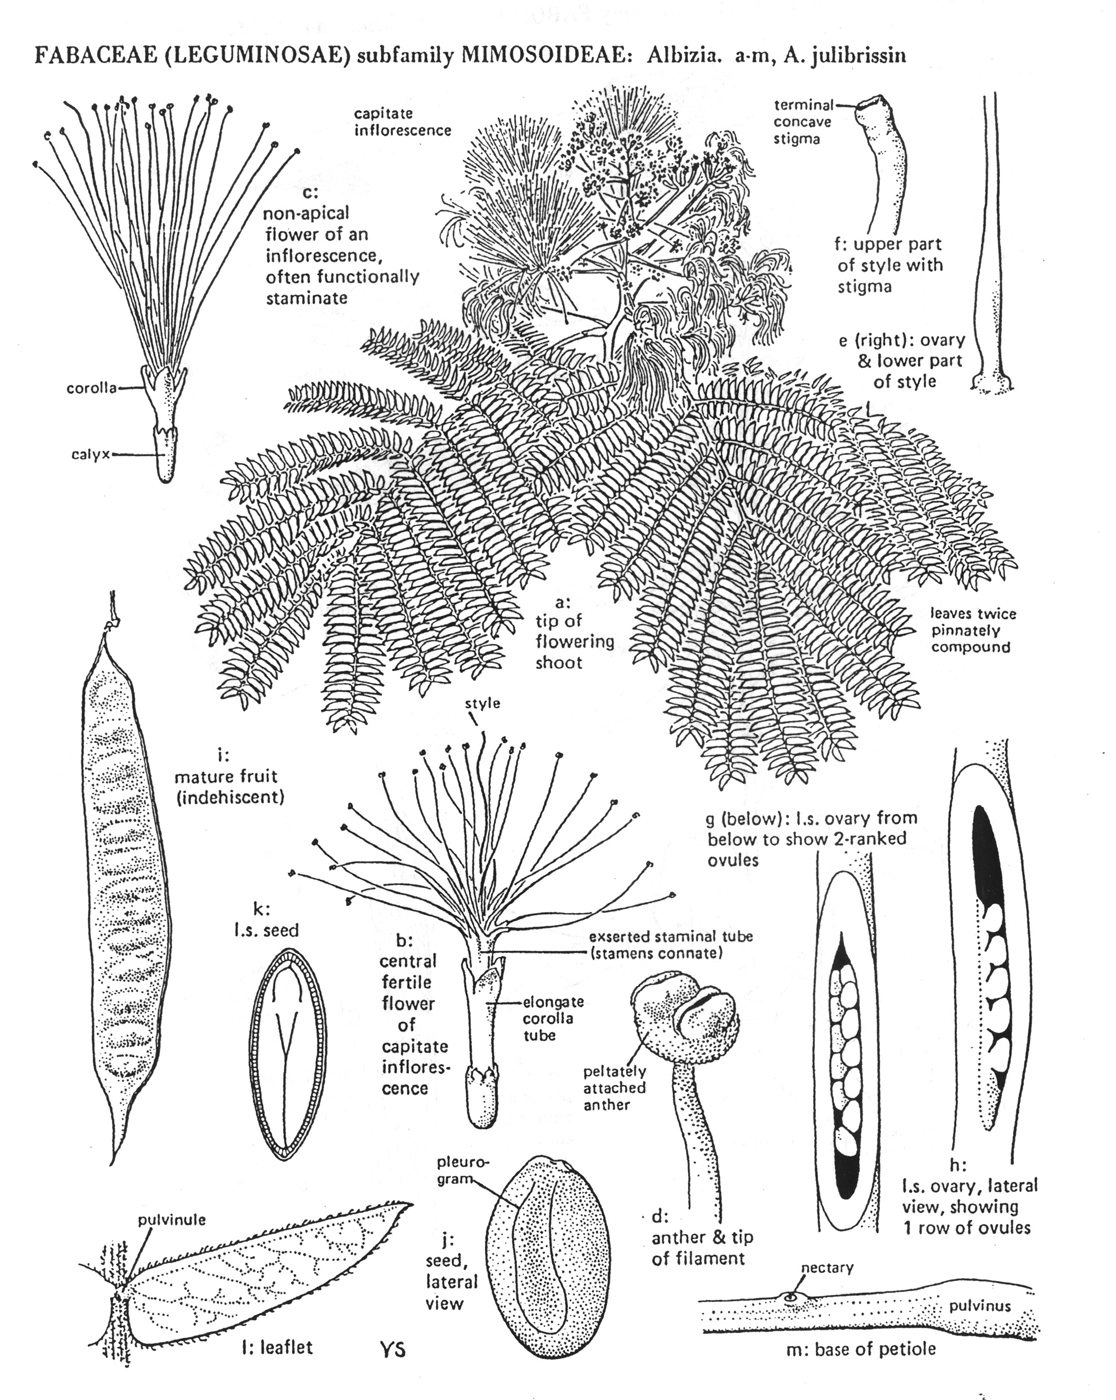 FABACEAE (LEGUMINOSAE) subfamily MIMOSOIDEAE: Albizia. a-m, A. julibrissin
capitate
inflorescence
terminal
concave
stigma
c:
non-apical
flower of an
inflorescence,
often functionally
staminate
f: upper part
of style with
stigma
e (right): ovary
& lower part
of style
corolla
calyx
a:
tip of
flowering
shoot
leaves twice
pinnately
compound
style
i:
mature fruit
(indehiscent)
g (below): l.s. ovary from
below to show 2-ranked
ovules
k:
l.s. seed
b:
central
fertile
flower
of
capitate
inflores-
cence
exserted staminal tube
(stamens connate)
elongate
corolla
tube
peltately
attached
anther
pleuro-
gram
h:
l.s. ovary, lateral
view, showing
1 row of ovules
d:
anther & tip
of filament
pulvinule
j:
seed,
lateral
view
nectary
pulvinus
l: leaflet
YS
m: base of petiole